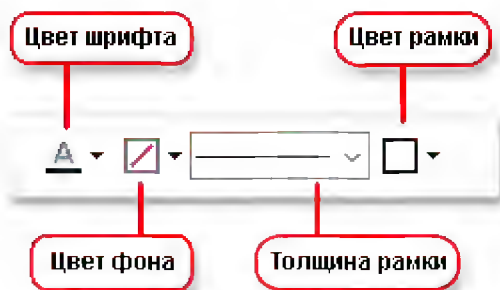 Цвет шрифта
Цвет рамки
A
Цвет фона
Толщина рамки